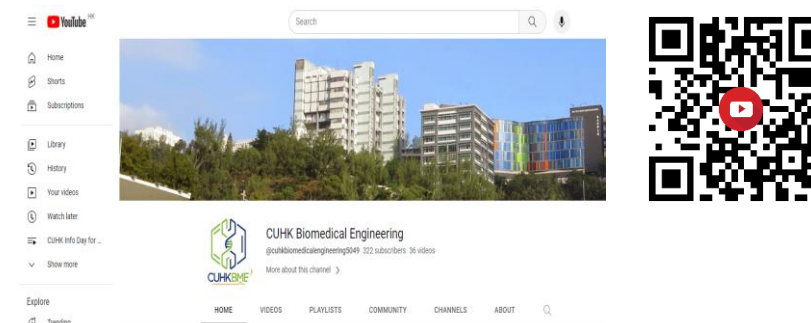 YouTube HK
Search
Home
Shorts
Subscriptions
Library
History
Your videos
Watch later
CUHK Info Day for ...
Show more
Explore
Trending
CUHKBME
CUHK Biomedical Engineering
@cuhkbiomedicalengineering5049 322 subscribers 36 videos
More about this channel
HOME VIDEOS PLAYLISTS COMMUNITY CHANNELS ABOUT